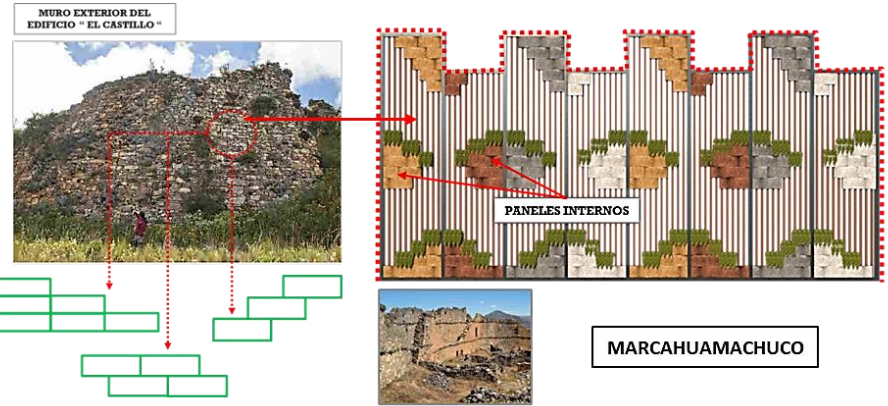 MURO EXTERIOR DEL
EDIFICIO “ EL CASTILLO “
PANELES INTERNOS
MARCAHUAMACHUCO